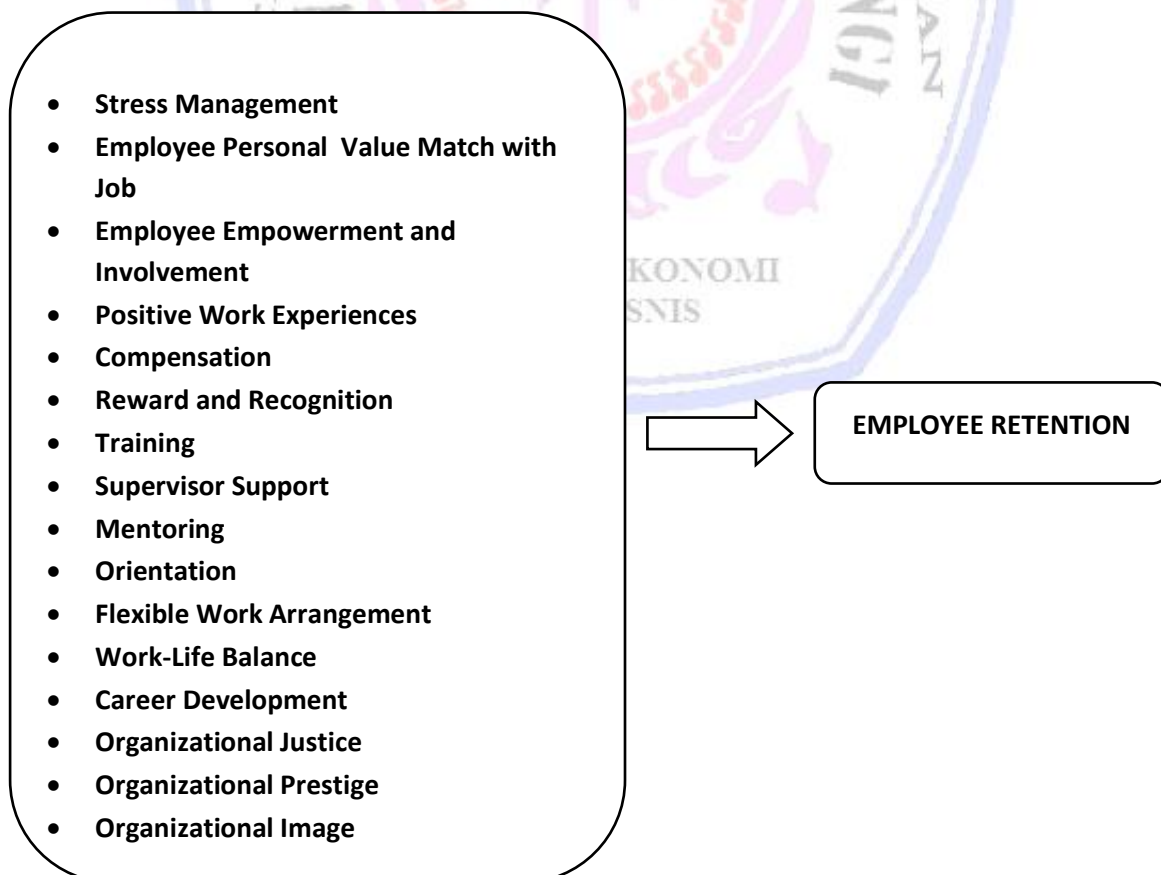 NGI
AN
• Stress Management
• Employee Personal  Value Match with
Job
• Employee Empowerment and
Involvement
KONOMI
• Positive Work Experiences
SNIS
• Compensation
• Reward and Recognition
• Training
• Supervisor Support
• Mentoring
• Orientation
• Flexible Work Arrangement
• Work-Life Balance
• Career Development
• Organizational Justice
• Organizational Prestige
• Organizational Image
EMPLOYEE RETENTION